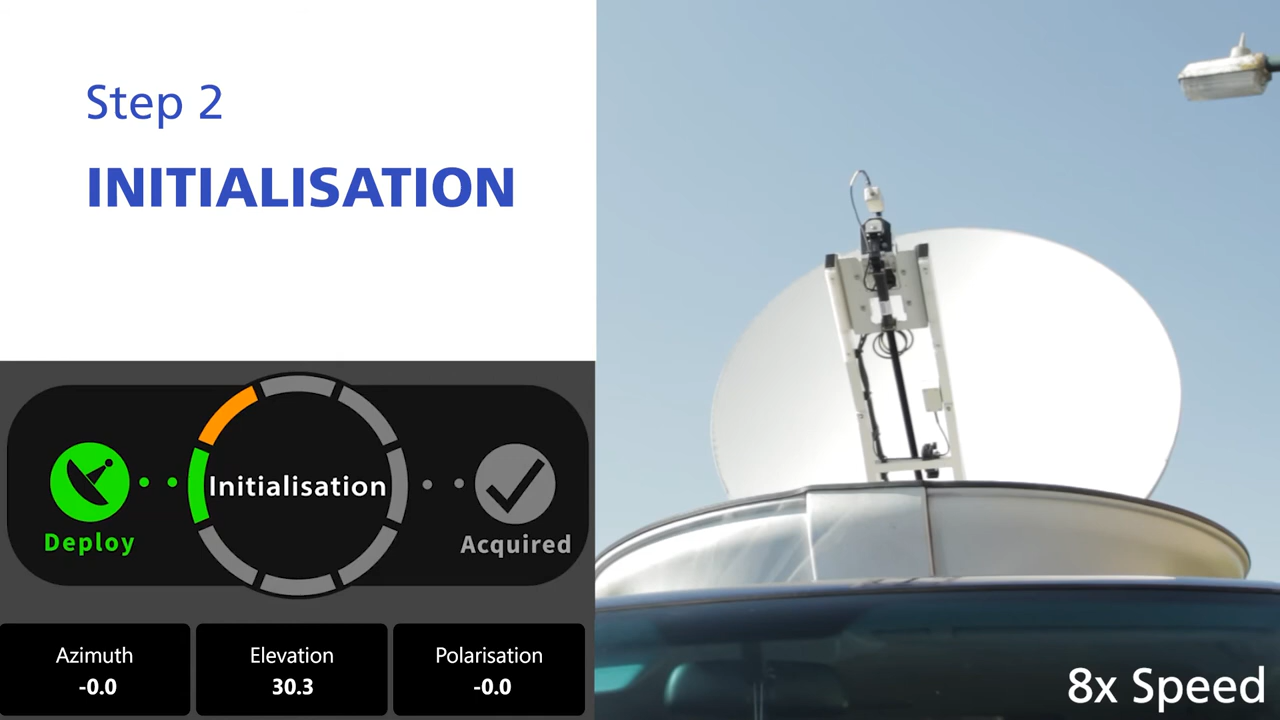 Step 2
INITIALISATION
Initialisation
Deploy
Acquired
Azimuth
-0.0
Elevation
30.3
Polarisation
-0.0
8x Speed